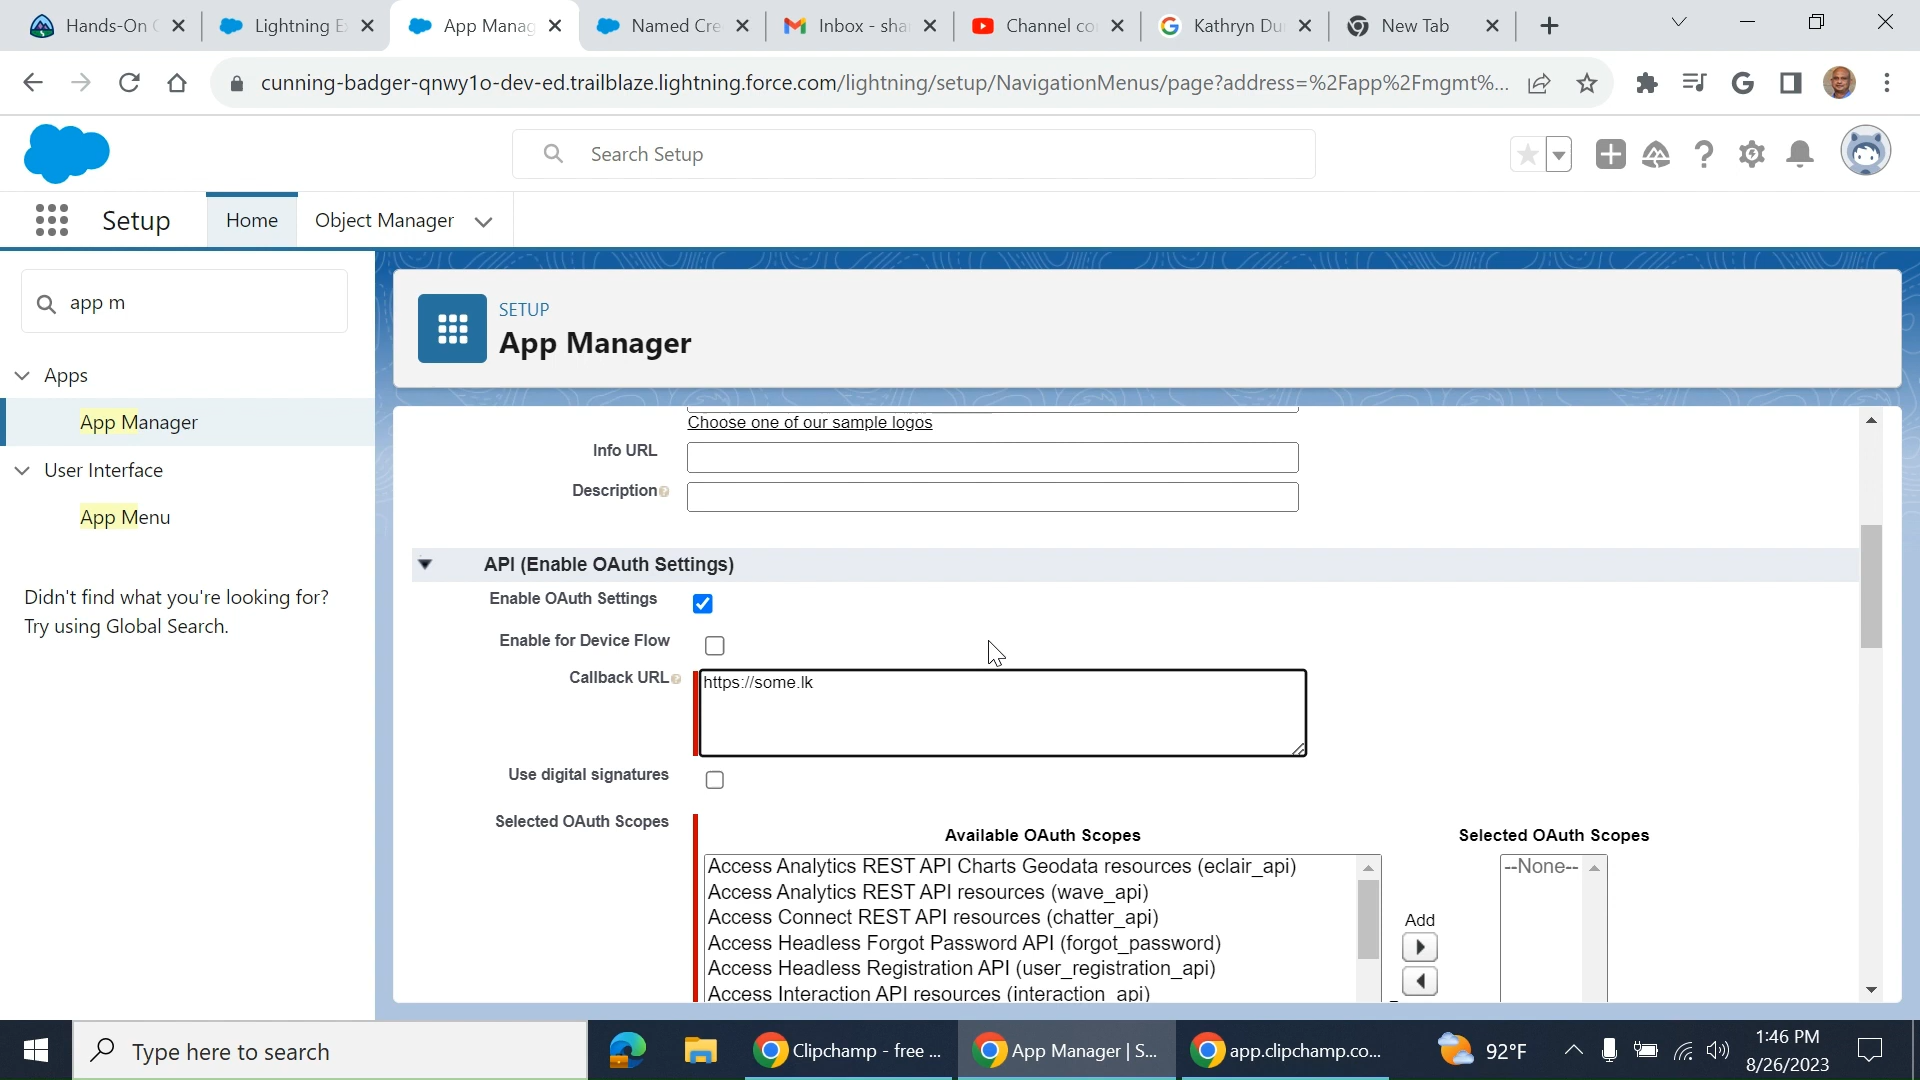 Hands-On C
Lightning E
App Manag
Named Cre
Inbox - sha
Channel co
Kathryn Du
New Tab
cunning-badger-qnwy1o-dev-ed.trailblaze.lightning.force.com/lightning/setup/NavigationMenus/page?address=%2Fapp%2Fmgmt%...
Search Setup
Setup
Home
Object Manager
app m
Apps
App Manager
User Interface
App Menu
Didn't find what you're looking for?
Try using Global Search.
SETUP
App Manager
Choose one of our sample logos
Info URL
Description
API (Enable OAuth Settings)
Enable OAuth Settings
Enable for Device Flow
Callback URL
https://some.lk
Use digital signatures
Selected OAuth Scopes
Available OAuth Scopes
Selected OAuth Scopes
Access Analytics REST API Charts Geodata resources (eclair_api)
Access Analytics REST API resources (wave_api)
Access Connect REST API resources (chatter_api)
Access Headless Forgot Password API (forgot_password)
Access Headless Registration API (user_registration_api)
Access Interaction API resources (interaction_api)
--None--
Add
Type here to search
Clipchamp - free ...
App Manager | S...
app.clipchamp.co...
92°F
1:46 PM
8/26/2023